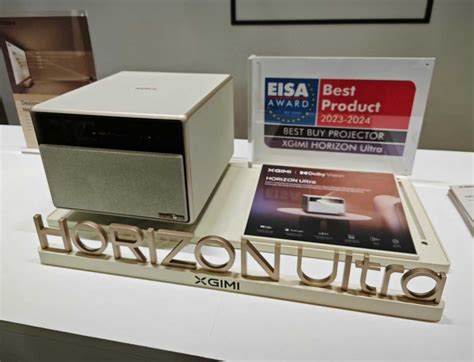 EISA
AWARD
Best
Product
2023-2024
BEST BUY PROJECTOR
XGIMI HORIZON Ultra
XGIMI Dolby Vision
HORIZON Ultra
HORIZON Ultra
XGIMI